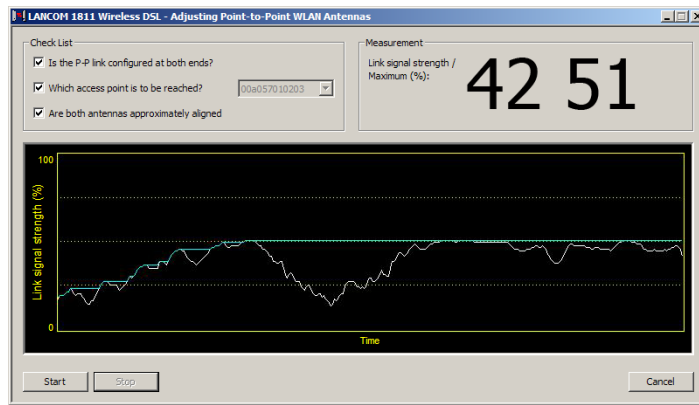 LANCOM 1811 Wireless DSL - Adjusting Point-to-Point WLAN Antennas
Check List
Is the P-P link configured at both ends?
Which access point is to be reached?
00a057010203
Are both antennas approximately aligned
Measurement
Link signal strength /
Maximum (%):
42 51
100
Link signal strength (%)
0
Time
Start
Stop
Cancel